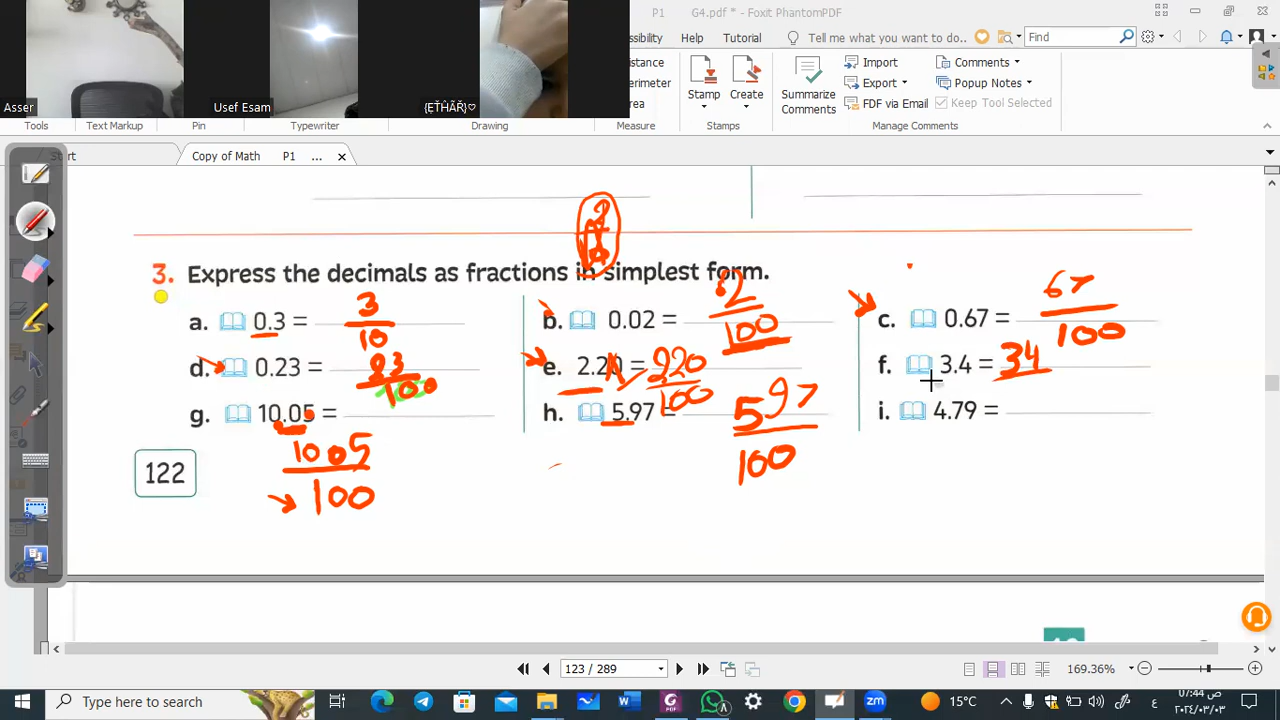 P1 G4.pdf * - Foxit PhantomPDF
Help Tutorial Tell me what you want to do.. Find
Import Comments
Export Popup Notes
FDF via Email Keep Tool Selected
Stamp Create Summarize Comments
Asser Usef Esam
Tools Text Markup Pin Typewriter Drawing Measure Stamps Manage Comments
Copy of Math P1 ...
3. Express the decimals as fractions in simplest form.
a. 0.3 = 3/10
b. 0.02 = 2/100
c. 0.67 = 67/100
d. 0.23 = 23/100
e. 2.20 = 220/100
f. 3.4 = 34
g. 10.05 = 1005/100
h. 5.97 = 597/100
i. 4.79 =
122
123 / 289 169.36%
Type here to search 15°C ع 07:44 ص
٢٠٢٤/٠٣/٠٣